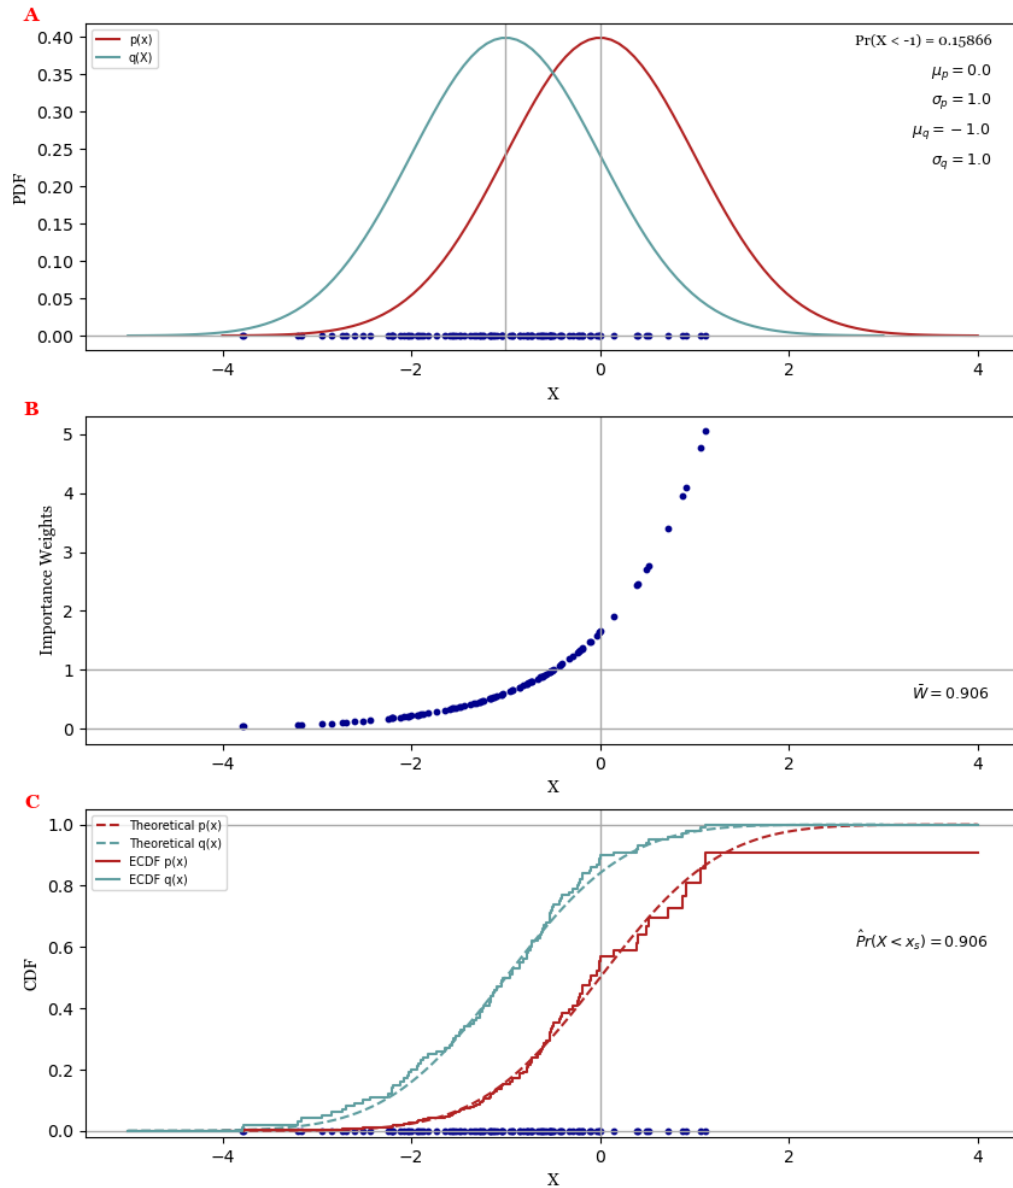 A
p(x)
q(X)
Pr(X < -1) = 0.15866
μp = 0.0
σp = 1.0
μq = − 1.0
σq = 1.0
0.40
0.35
0.30
0.25
0.20
0.15
0.10
0.05
0.00
PDF
−4
−2
0
2
4
X
B
5
4
3
2
1
0
Importance Weights
W̄ = 0.906
−4
−2
0
2
4
X
C
Theoretical p(x)
Theoretical q(x)
ECDF p(x)
ECDF q(x)
P̂r(X < xs) = 0.906
1.0
0.8
0.6
0.4
0.2
0.0
CDF
−4
−2
0
2
4
X